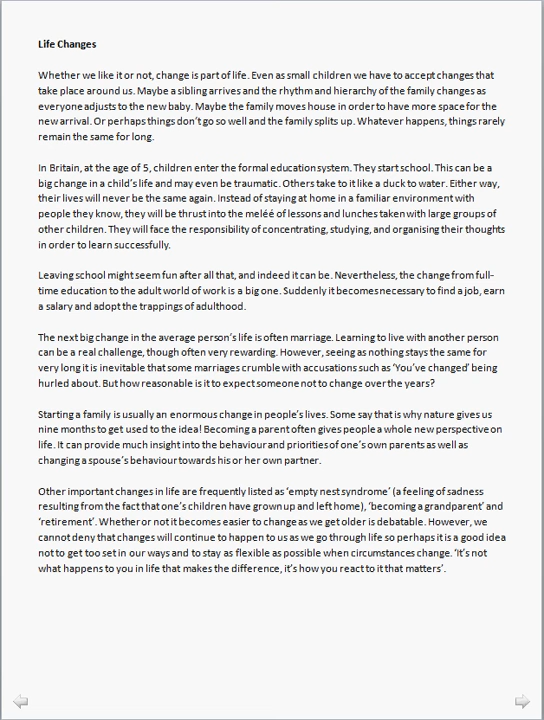 Life Changes
Whether we like it or not, change is part of life. Even as small children we have to accept changes that
take place around us. Maybe a sibling arrives and the rhythm and hierarchy of the family changes as
everyone adjusts to the new baby. Maybe the family moves house in order to have more space for the
new arrival. Or perhaps things don't go so well and the family splits up. Whatever happens, things rarely
remain the same for long.
In Britain, at the age of 5, children enter the formal education system. They start school. This can be a
big change in a child's life and may even be traumatic. Others take to it like a duck to water. Either way,
their lives will never be the same again. Instead of staying at home in a familiar environment with
people they know, they will be thrust into the meléé of lessons and lunches taken with large groups of
other children. They will face the responsibility of concentrating, studying, and organising their thoughts
in order to learn successfully.
Leaving school might seem fun after all that, and indeed it can be. Nevertheless, the change from full-
time education to the adult world of work is a big one. Suddenly it becomes necessary to find a job, earn
a salary and adopt the trappings of adulthood.
The next big change in the average person's life is often marriage. Learning to live with another person
can be a real challenge, though often very rewarding. However, seeing as nothing stays the same for
very long it is inevitable that some marriages crumble with accusations such as 'You've changed' being
hurled about. But how reasonable is it to expect someone not to change over the years?
Starting a family is usually an enormous change in people's lives. Some say that is why nature gives us
nine months to get used to the idea! Becoming a parent often gives people a whole new perspective on
life. It can provide much insight into the behaviour and priorities of one's own parents as well as
changing a spouse's behaviour towards his or her own partner.
Other important changes in life are frequently listed as 'empty nest syndrome' (a feeling of sadness
resulting from the fact that one's children have grown up and left home), 'becoming a grandparent' and
'retirement'. Whether or not it becomes easier to change as we get older is debatable. However, we
cannot deny that changes will continue to happen to us as we go through life so perhaps it is a good idea
not to get too set in our ways and to stay as flexible as possible when circumstances change. 'It's not
what happens to you in life that makes the difference, it's how you react to it that matters'.